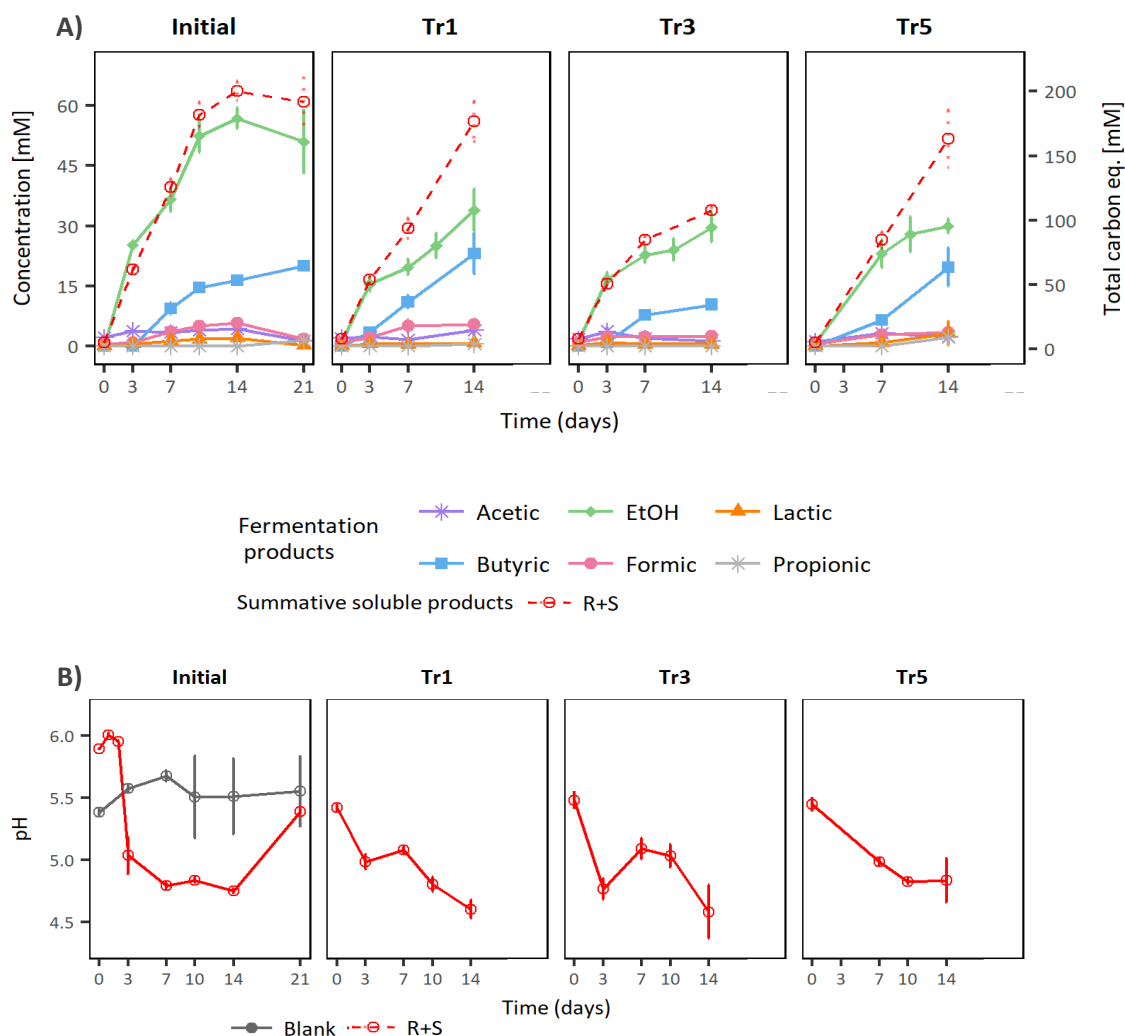 A)
Initial Tr1 Tr3 Tr5
Concentration [mM]
60
45
30
15
0
200
150
100
50
0
Total carbon eq. [mM]
0 3 7 14 21 0 3 7 14 0 3 7 14 0 3 7 14
Time (days)
Fermentation products
Acetic EtOH Lactic
Butyric Formic Propionic
Summative soluble products R+S
B)
Initial Tr1 Tr3 Tr5
pH
6.0
5.5
5.0
4.5
0 3 7 10 14 21 0 3 7 10 14 0 3 7 10 14 0 3 7 10 14
Time (days)
Blank R+S